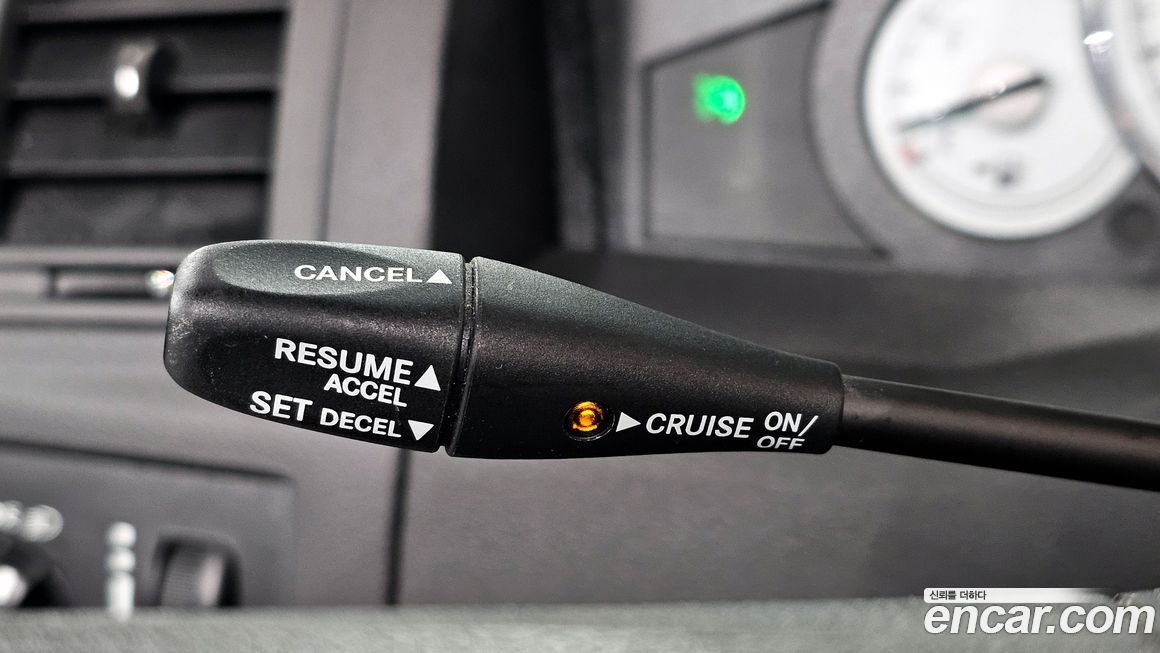 CANCEL▲
RESUME▲
ACCEL
SET DECEL▼
▶CRUISE ON/
OFF
신뢰를 더하다
encar.com